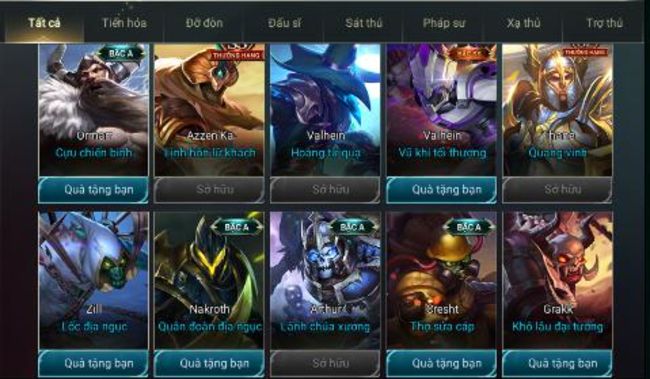 Tất cả Tiến hóa Đỡ đòn Đấu sĩ Sát thủ Pháp sư Xạ thủ Trợ thủ
BẬC A THƯỞNG HẠNG
Ormarr Azzen'Ka Valhein Valhein Thane
Cựu chiến binh Linh hồn lữ khách Hoàng tử quạ Vũ khí tối thượng Quang vinh
Quà tặng bạn Sở hữu Sở hữu Quà tặng bạn Sở hữu
BẬC A BẬC A BẬC A
Zill Nakroth Arthur Cresht Grakk
Lốc địa ngục Quân đoàn địa ngục Lãnh chúa xương Thợ sửa cáp Khô lâu đại tướng
Quà tặng bạn Quà tặng bạn Sở hữu Quà tặng bạn Quà tặng bạn